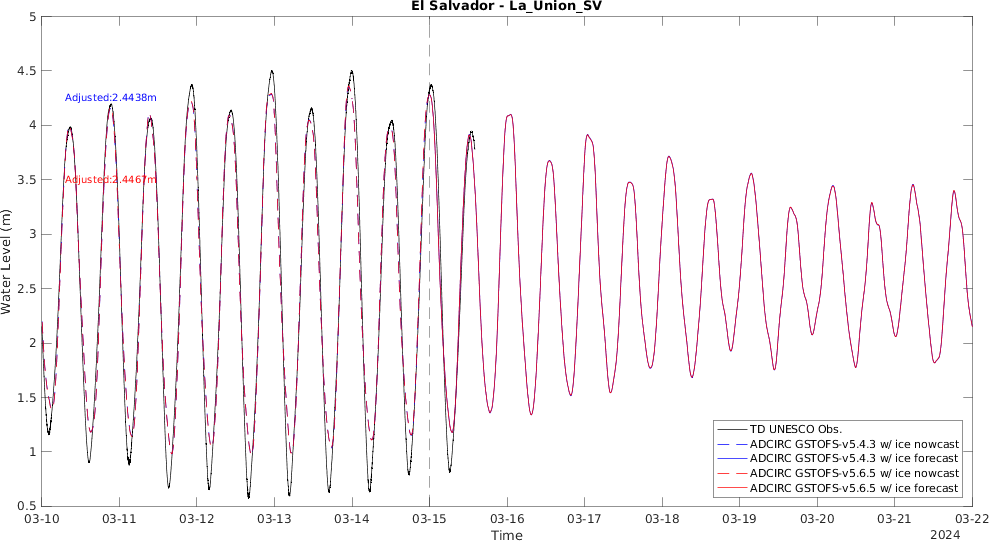 El Salvador - La_Union_SV
5
4.5
4
3.5
3
2.5
2
1.5
1
0.5
Water Level (m)
Adjusted:2.4438m
Adjusted:2.4467m
TD UNESCO Obs.
ADCIRC GSTOFS-v5.4.3 w/ ice nowcast
ADCIRC GSTOFS-v5.4.3 w/ ice forecast
ADCIRC GSTOFS-v5.6.5 w/ ice nowcast
ADCIRC GSTOFS-v5.6.5 w/ ice forecast
03-10 03-11 03-12 03-13 03-14 03-15 03-16 03-17 03-18 03-19 03-20 03-21 03-22
Time
2024